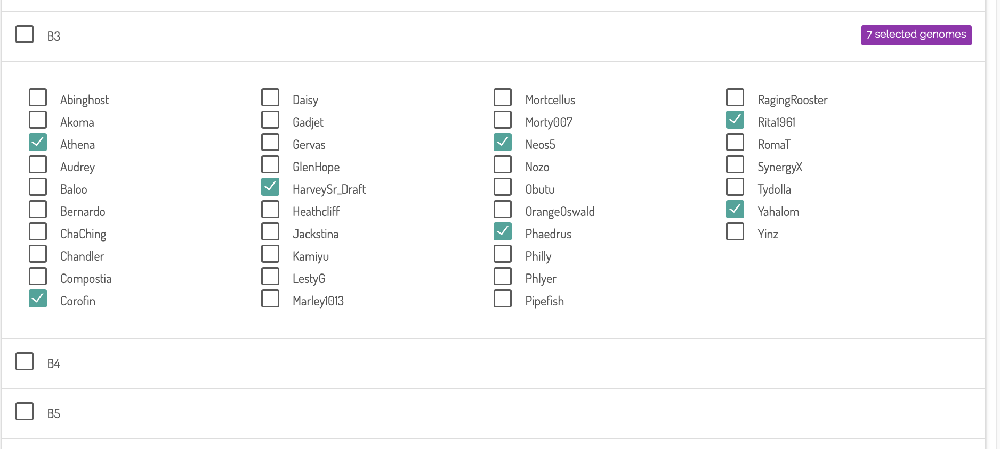 B3
7 selected genomes
Abinghost
Akoma
Athena
Audrey
Baloo
Bernardo
ChaChing
Chandler
Compostia
Corofin
Daisy
Gadjet
Gervas
GlenHope
HarveySr_Draft
Heathcliff
Jackstina
Kamiyu
LestyG
Marley1013
Mortcellus
Morty007
Neos5
Nozo
Obutu
OrangeOswald
Phaedrus
Philly
Phlyer
Pipefish
RagingRooster
Rita1961
RomaT
SynergyX
Tydolla
Yahalom
Yinz
B4
B5